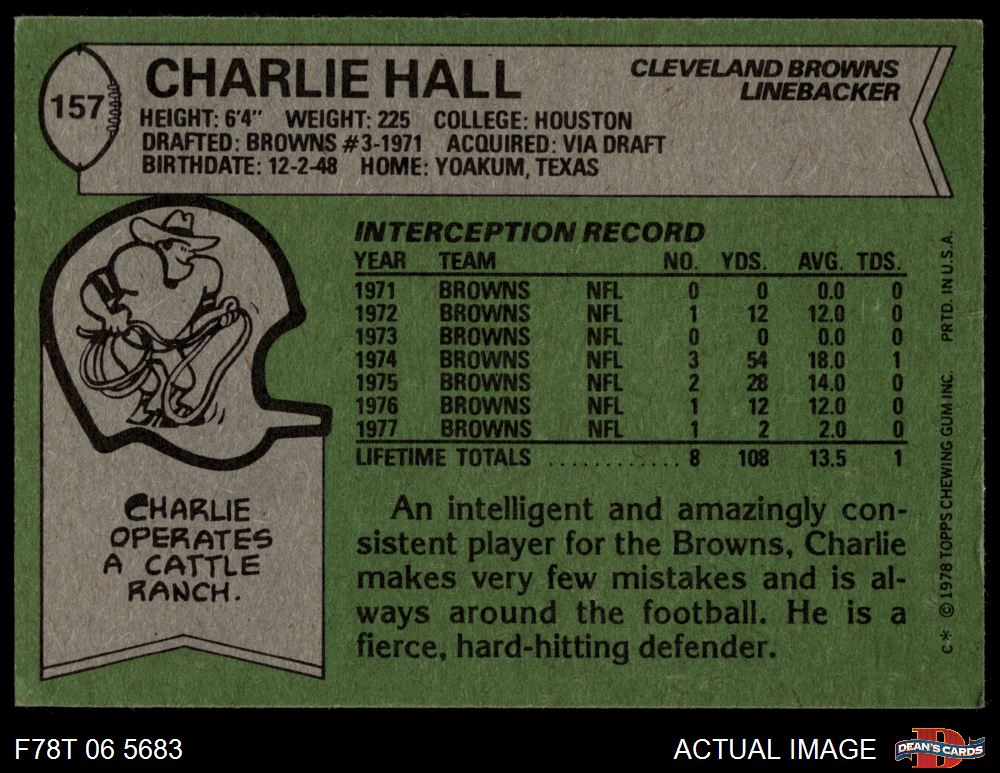 157
CHARLIE HALL
CLEVELAND BROWNS
LINEBACKER
HEIGHT: 6'4" WEIGHT: 225 COLLEGE: HOUSTON
DRAFTED: BROWNS #3-1971 ACQUIRED: VIA DRAFT
BIRTHDATE: 12-2-48 HOME: YOAKUM, TEXAS
CHARLIE
OPERATES
A CATTLE
RANCH.
INTERCEPTION RECORD
YEAR TEAM NO. YDS. AVG. TDS.
1971 BROWNS NFL 0 0 0.0 0
1972 BROWNS NFL 1 12 12.0 0
1973 BROWNS NFL 0 0 0.0 0
1974 BROWNS NFL 3 54 18.0 1
1975 BROWNS NFL 2 28 14.0 0
1976 BROWNS NFL 1 12 12.0 0
1977 BROWNS NFL 1 2 2.0 0
LIFETIME TOTALS ............ 8 108 13.5 1
An intelligent and amazingly con-
sistent player for the Browns, Charlie
makes very few mistakes and is al-
ways around the football. He is a
fierce, hard-hitting defender.
C* © 1978 TOPPS CHEWING GUM INC. PRTD. IN U.S.A.
F78T 06 5683
ACTUAL IMAGE
D
DEAN'S CARDS